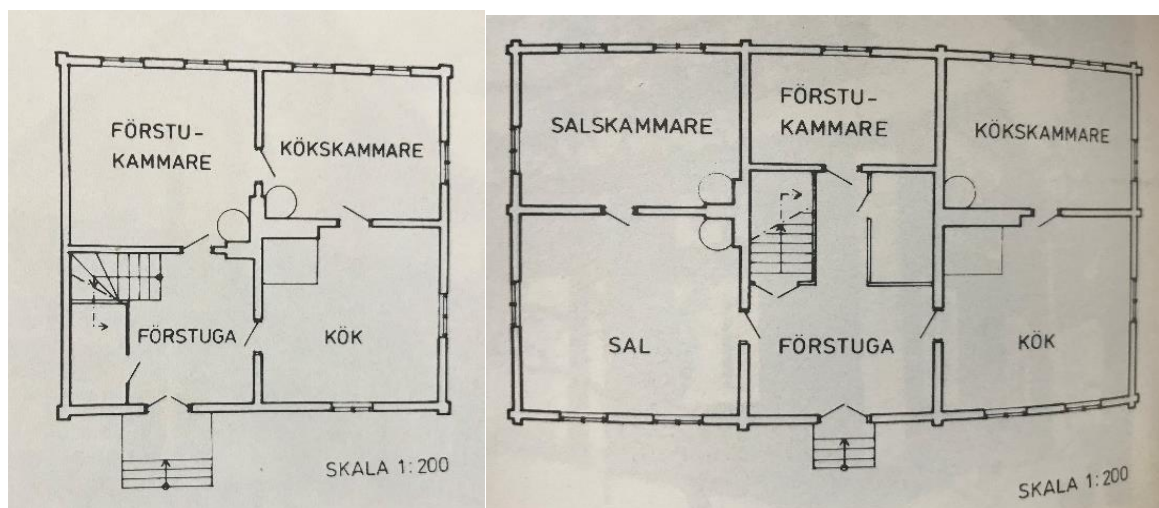 FÖRSTU-
KAMMARE
KÖKSKAMMARE
FÖRSTUGA
KÖK
SKALA 1:200
SALSKAMMARE
FÖRSTU-
KAMMARE
KÖKSKAMMARE
SAL
FÖRSTUGA
KÖK
SKALA 1:200